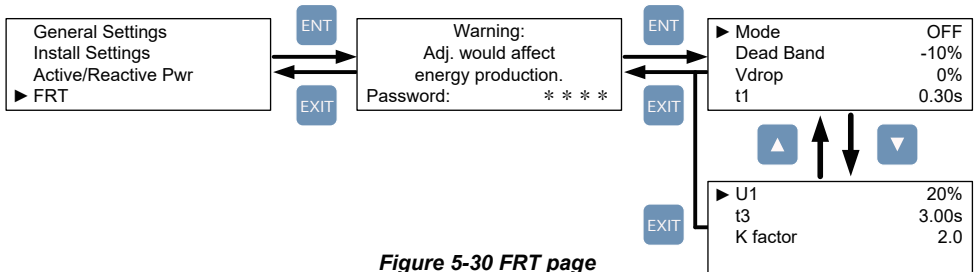 General Settings
Install Settings
Active/Reactive Pwr
► FRT
ENT
EXIT
Warning:
Adj. would affect
energy production.
Password: ＊＊＊＊
ENT
EXIT
► Mode OFF
Dead Band -10%
Vdrop 0%
t1 0.30s
► U1 20%
t3 3.00s
K factor 2.0
EXIT
Figure 5-30 FRT page